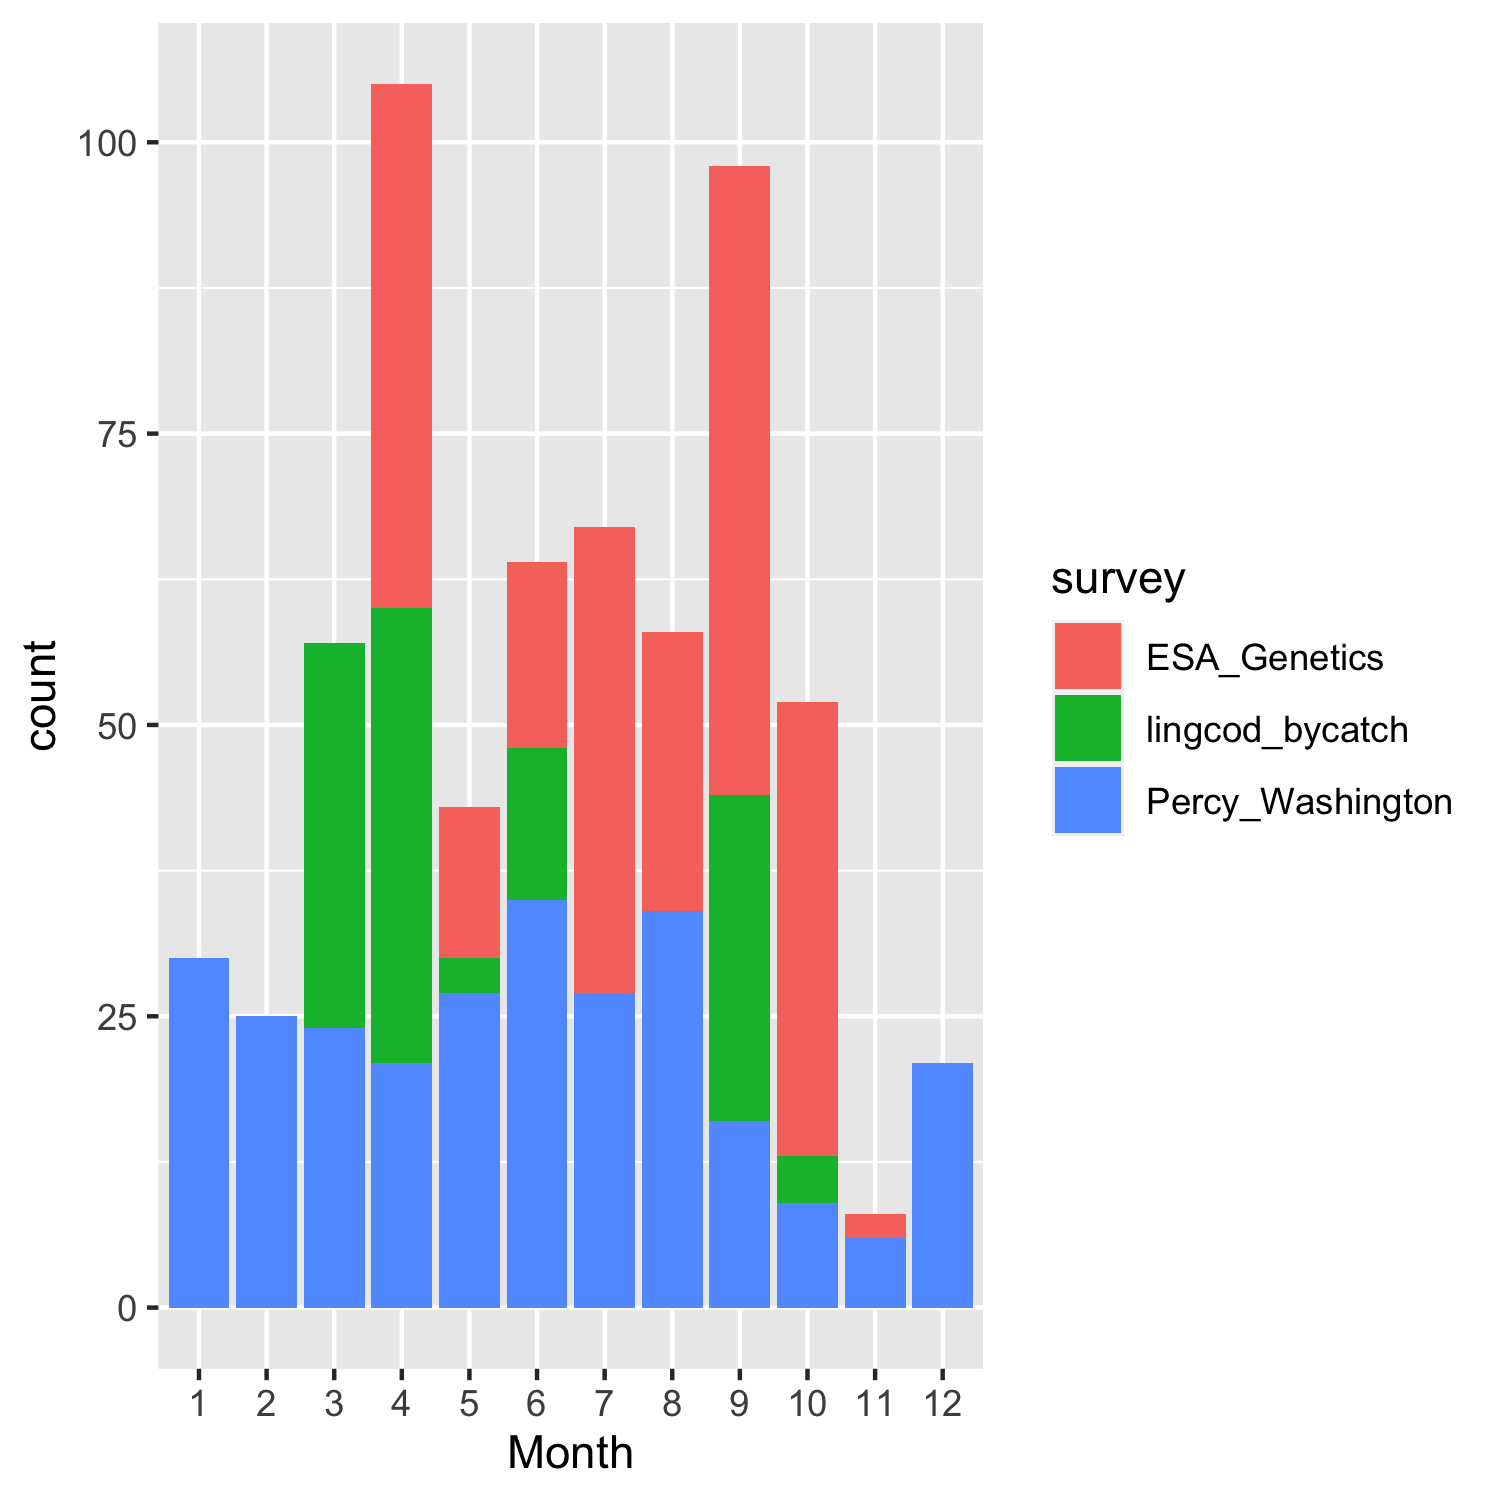 100
75
50
25
0
count
1 2 3 4 5 6 7 8 9 10 11 12
Month
survey
ESA_Genetics
lingcod_bycatch
Percy_Washington